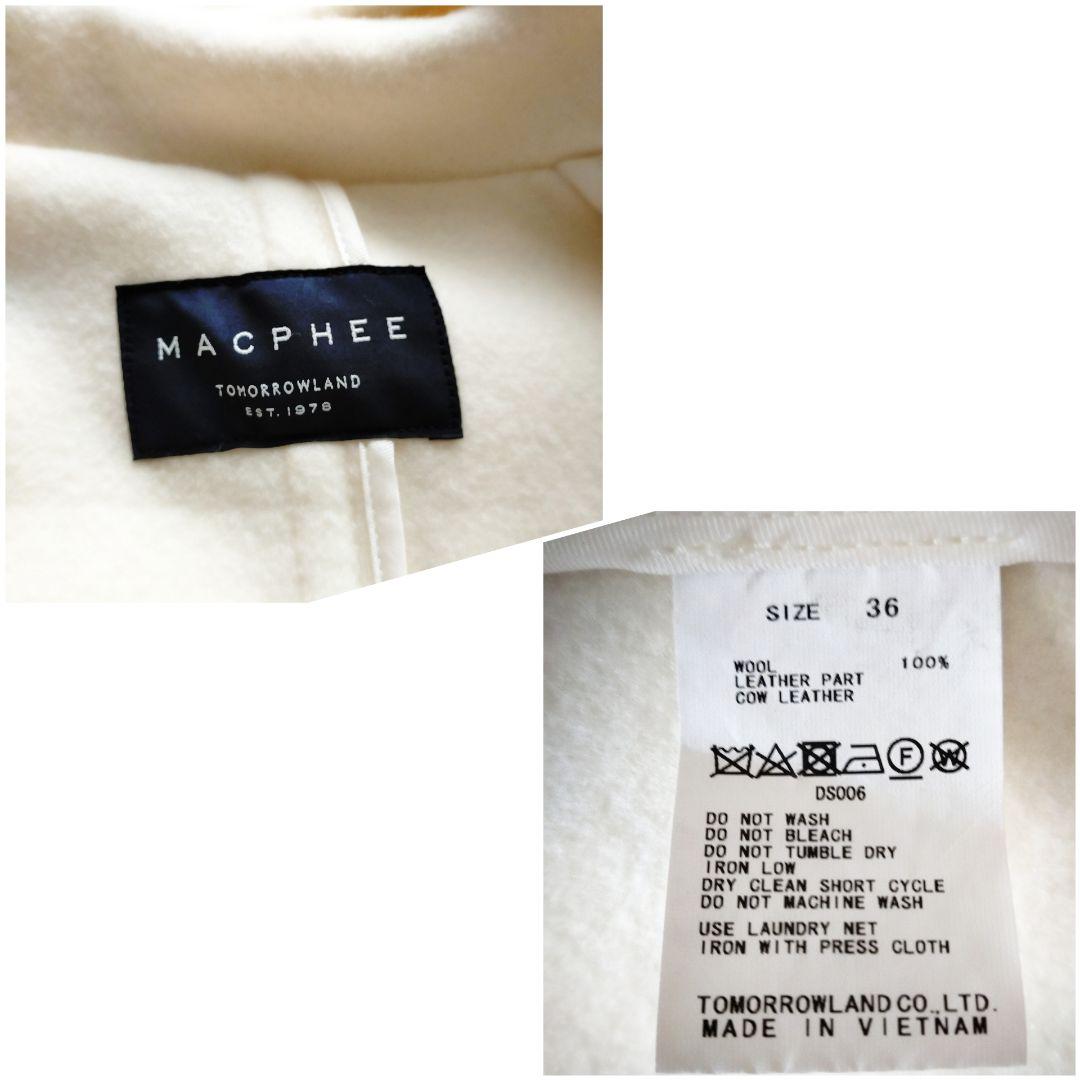 MACPHEE
TOMORROWLAND
EST. 1978
SIZE 36
WOOL 100%
LEATHER PART
COW LEATHER
F W
DS006
DO NOT WASH
DO NOT BLEACH
DO NOT TUMBLE DRY
IRON LOW
DRY CLEAN SHORT CYCLE
DO NOT MACHINE WASH
USE LAUNDRY NET
IRON WITH PRESS CLOTH
TOMORROWLAND CO.,LTD.
MADE IN VIETNAM